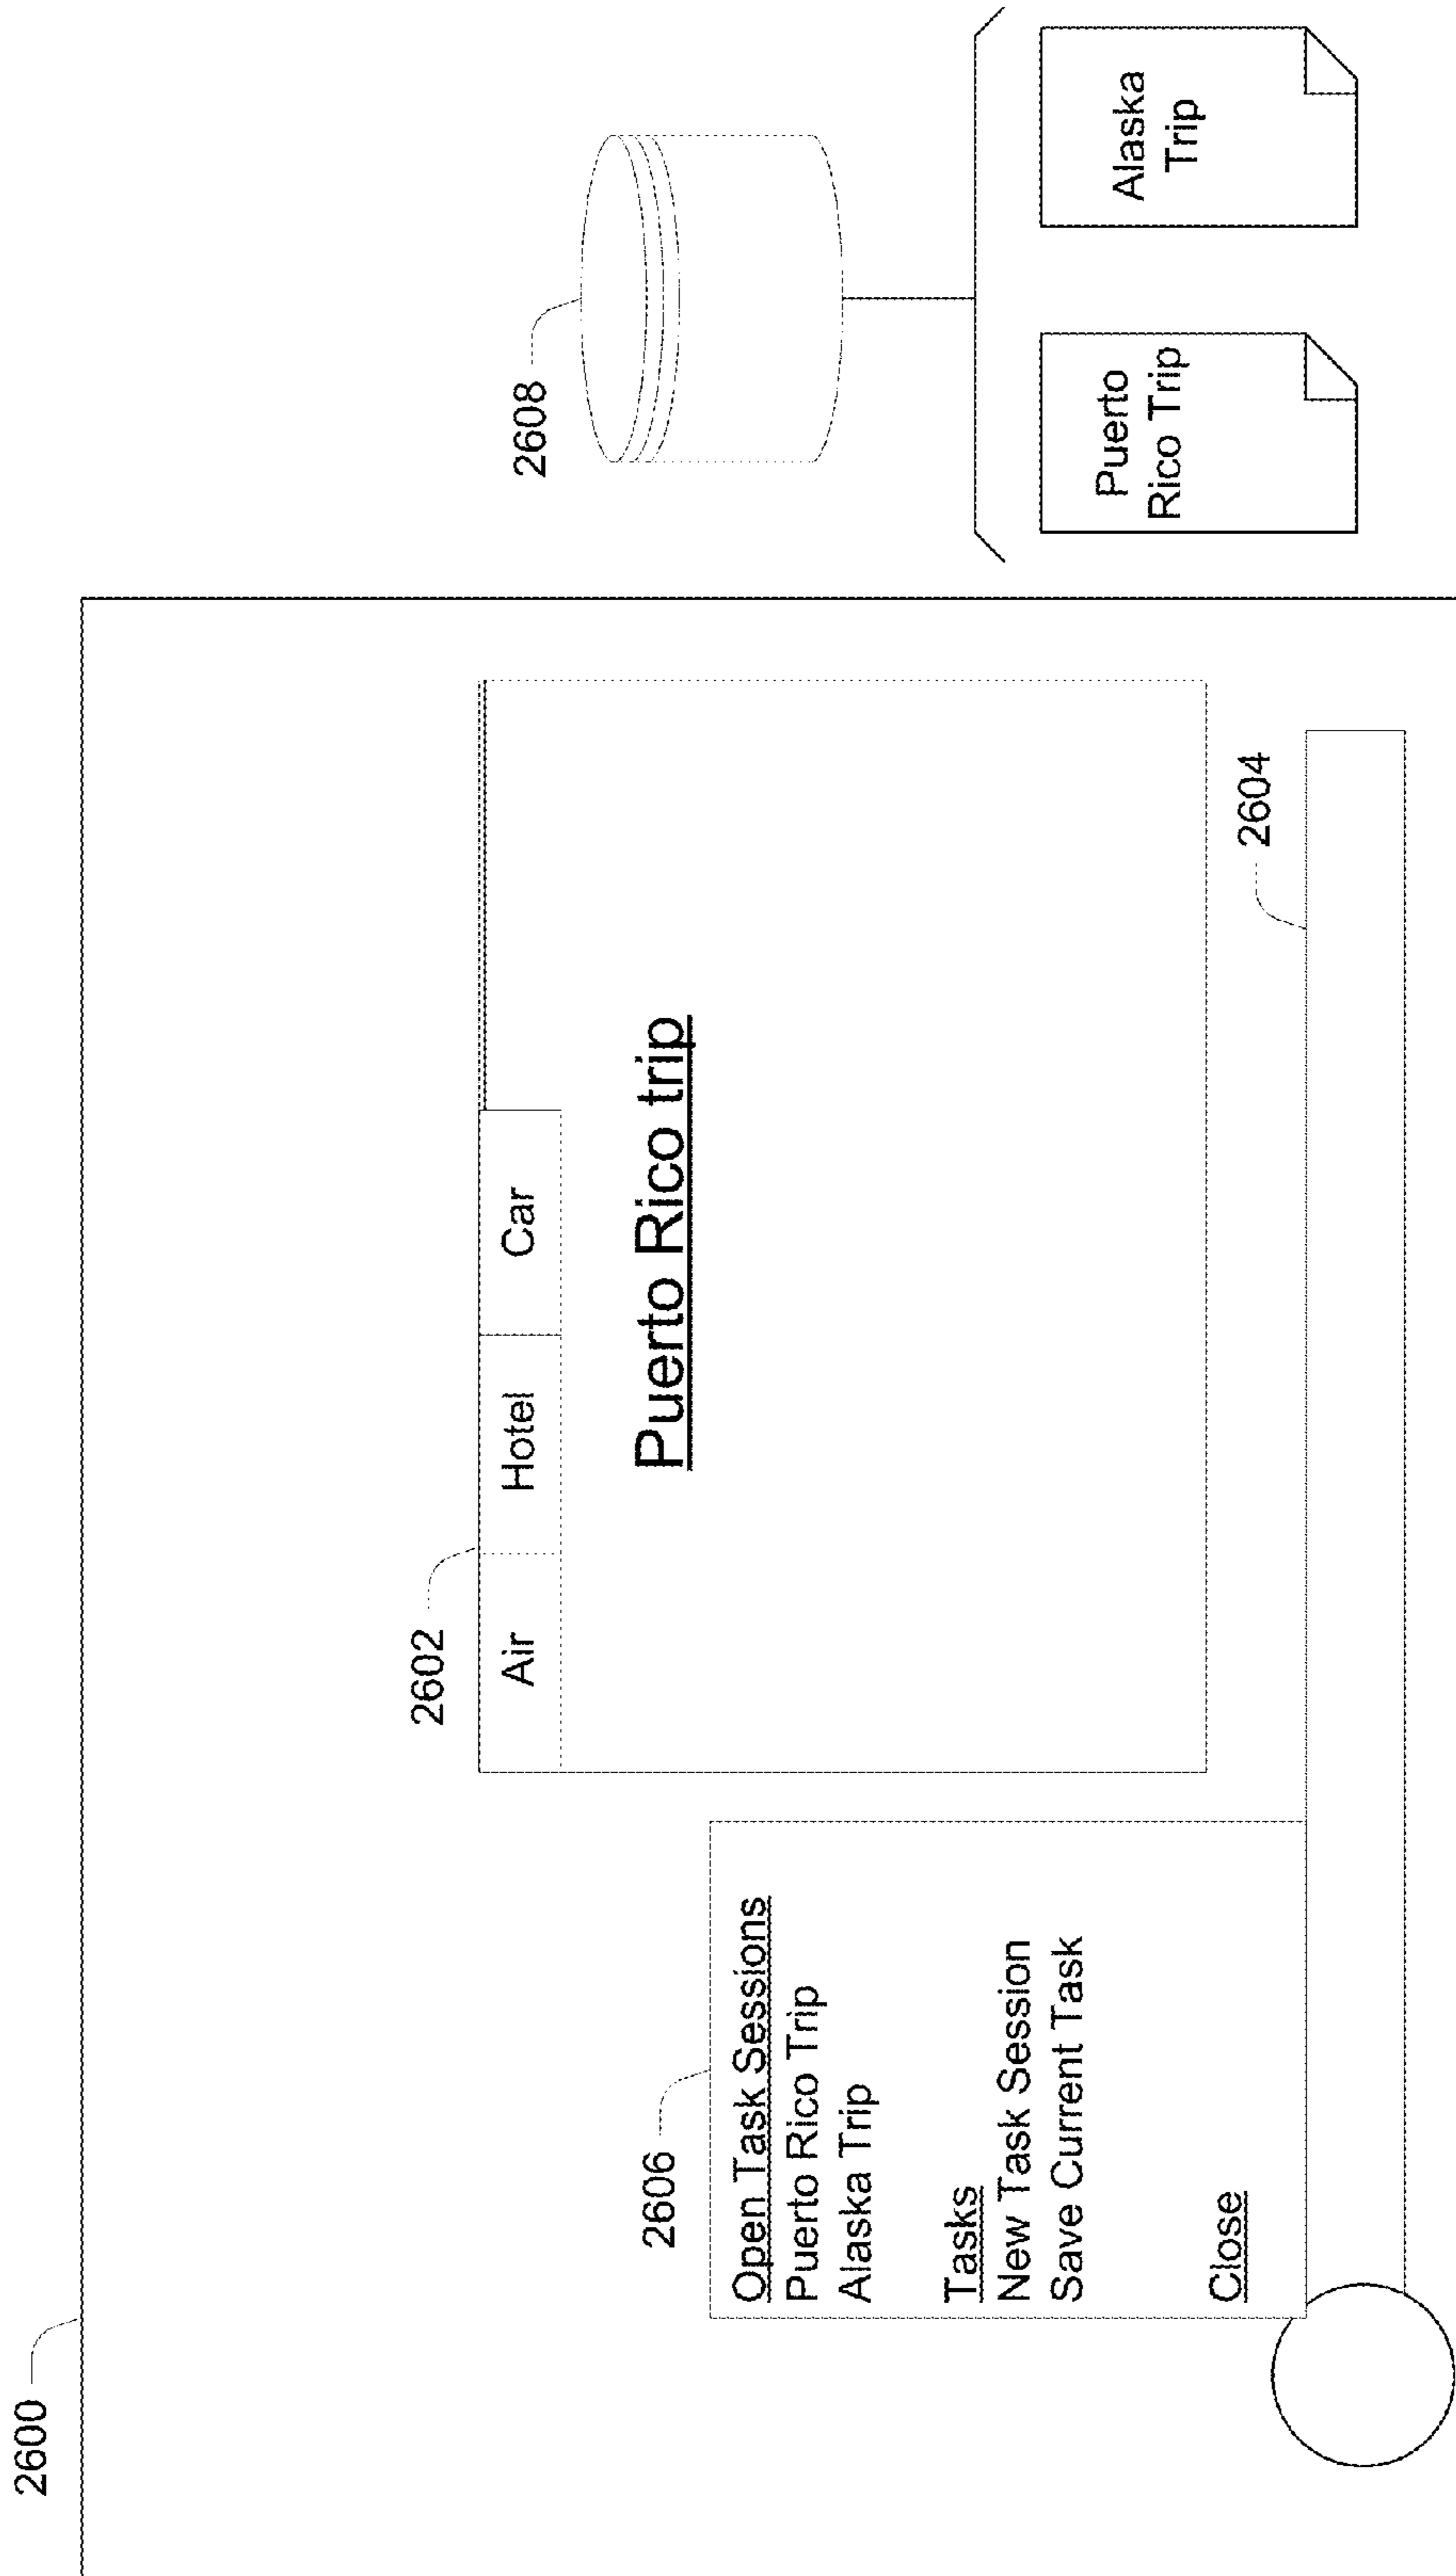 2600
2602
Air
Hotel
Car
Puerto Rico trip
2606
Open Task Sessions
Puerto Rico Trip
Alaska Trip
Tasks
New Task Session
Save Current Task
Close
2604
2608
Puerto
Rico Trip
Alaska
Trip